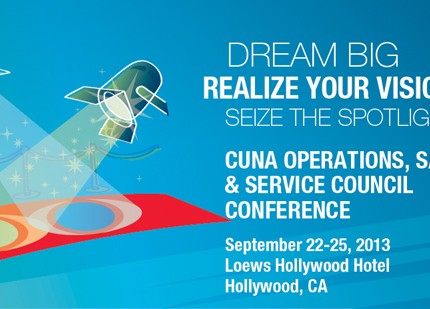 DREAM BIG
REALIZE YOUR VISIO
SEIZE THE SPOTLIG
CUNA OPERATIONS, SA
& SERVICE COUNCIL
CONFERENCE
September 22-25, 2013
Loews Hollywood Hotel
Hollywood, CA